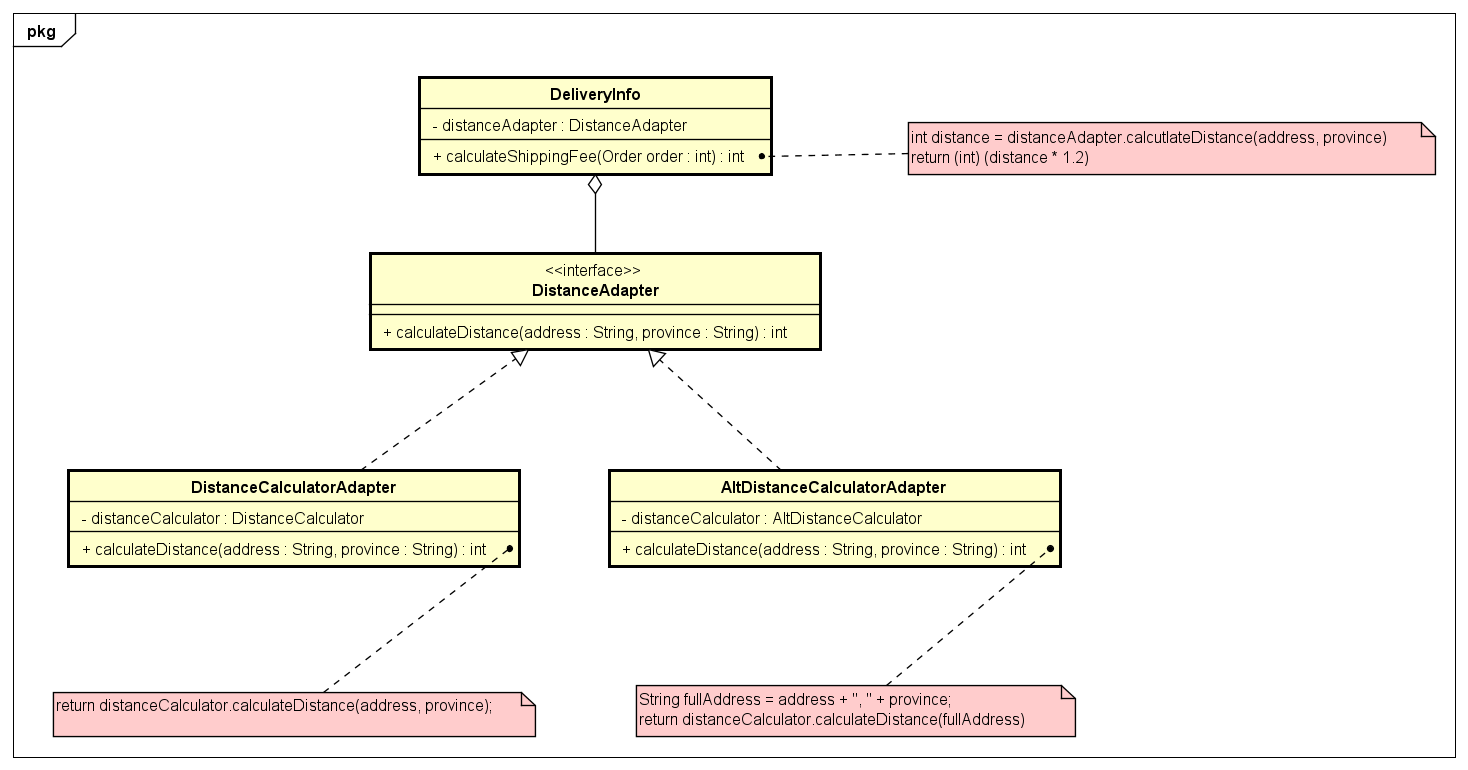 pkg
DeliveryInfo
- distanceAdapter : DistanceAdapter
+ calculateShippingFee(Order order : int) : int
int distance = distanceAdapter.calcutlateDistance(address, province)
return (int) (distance * 1.2)
<<interface>>
DistanceAdapter
+ calculateDistance(address : String, province : String) : int
DistanceCalculatorAdapter
- distanceCalculator : DistanceCalculator
+ calculateDistance(address : String, province : String) : int
AltDistanceCalculatorAdapter
- distanceCalculator : AltDistanceCalculator
+ calculateDistance(address : String, province : String) : int
return distanceCalculator.calculateDistance(address, province);
String fullAddress = address + ", " + province;
return distanceCalculator.calculateDistance(fullAddress)